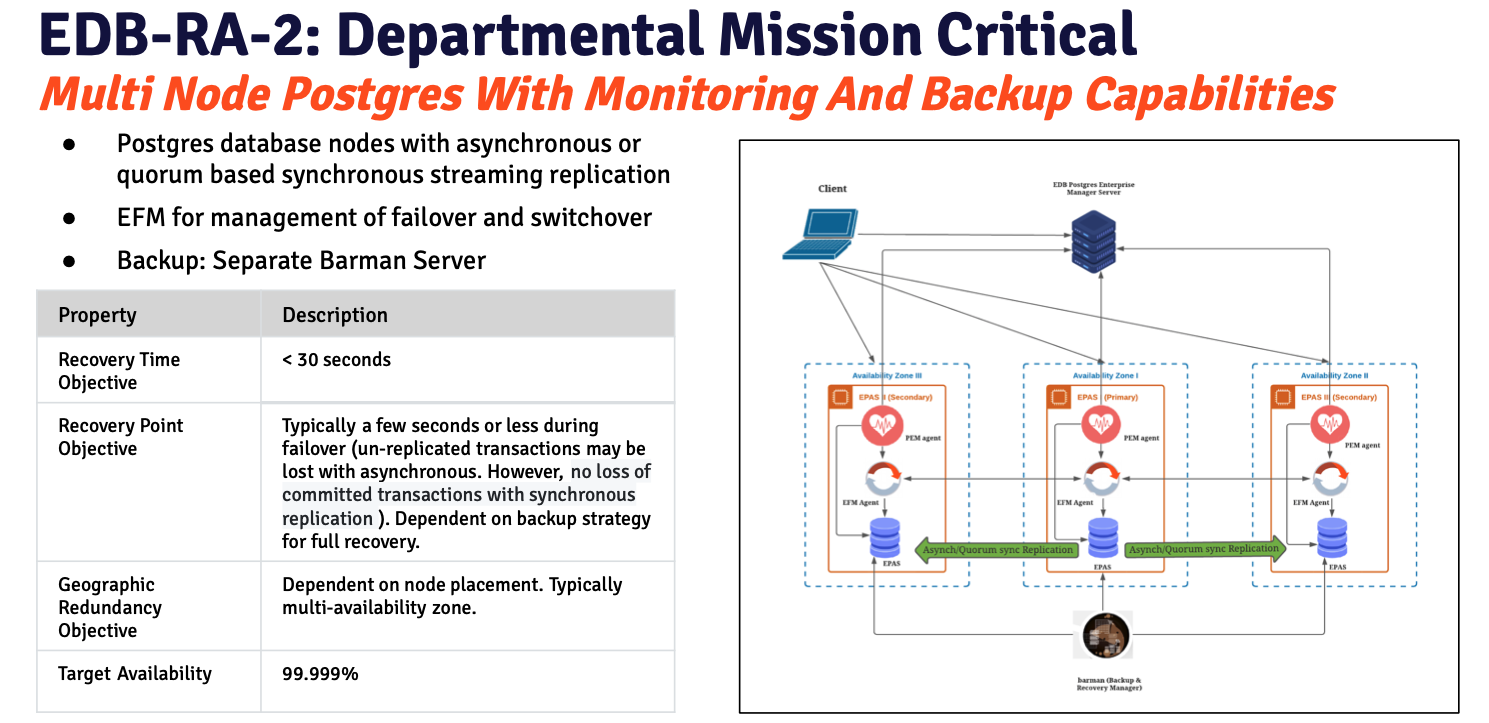 EDB-RA-2: Departmental Mission Critical
Multi Node Postgres With Monitoring And Backup Capabilities
● Postgres database nodes with asynchronous or
quorum based synchronous streaming replication
● EFM for management of failover and switchover
● Backup: Separate Barman Server
Property Description
Recovery Time
Objective
< 30 seconds
Recovery Point
Objective
Typically a few seconds or less during
failover (un-replicated transactions may be
lost with asynchronous. However, no loss of
committed transactions with synchronous
replication ). Dependent on backup strategy
for full recovery.
Geographic
Redundancy
Objective
Dependent on node placement. Typically
multi-availability zone.
Target Availability 99.999%
Client
EDB Postgres Enterprise
Manager Server
Availability Zone III
EPAS II (Secondary)
PEM agent
EFM Agent
EPAS
Availability Zone I
EPAS (Primary)
PEM agent
EFM Agent
EPAS
Availability Zone II
EPAS III (Secondary)
PEM agent
EFM Agent
EPAS
Asynch/Quorum sync Replication
Asynch/Quorum sync Replication
barman (Backup &
Recovery Manager)